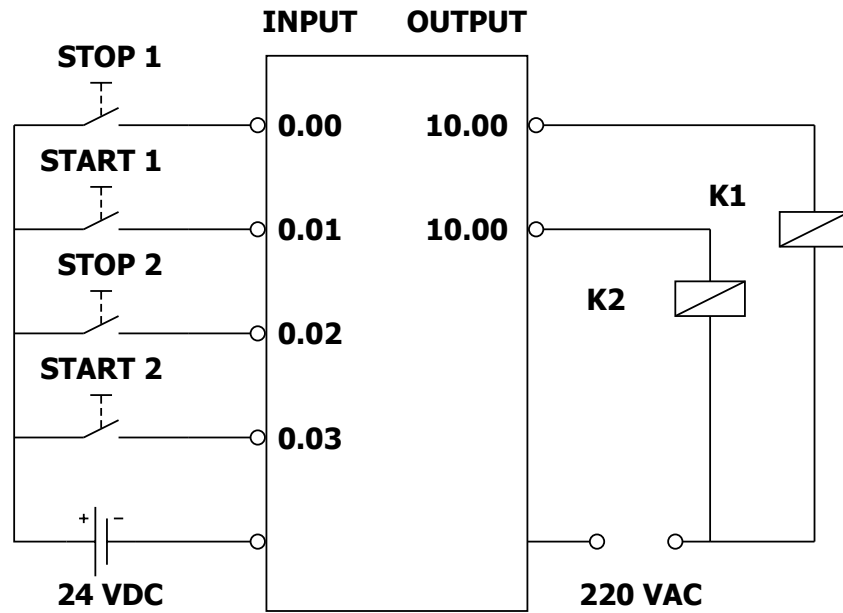 INPUT OUTPUT
STOP 1
0.00 10.00
START 1
K1
0.01 10.00
STOP 2
K2
0.02
START 2
0.03
+ −
24 VDC 220 VAC